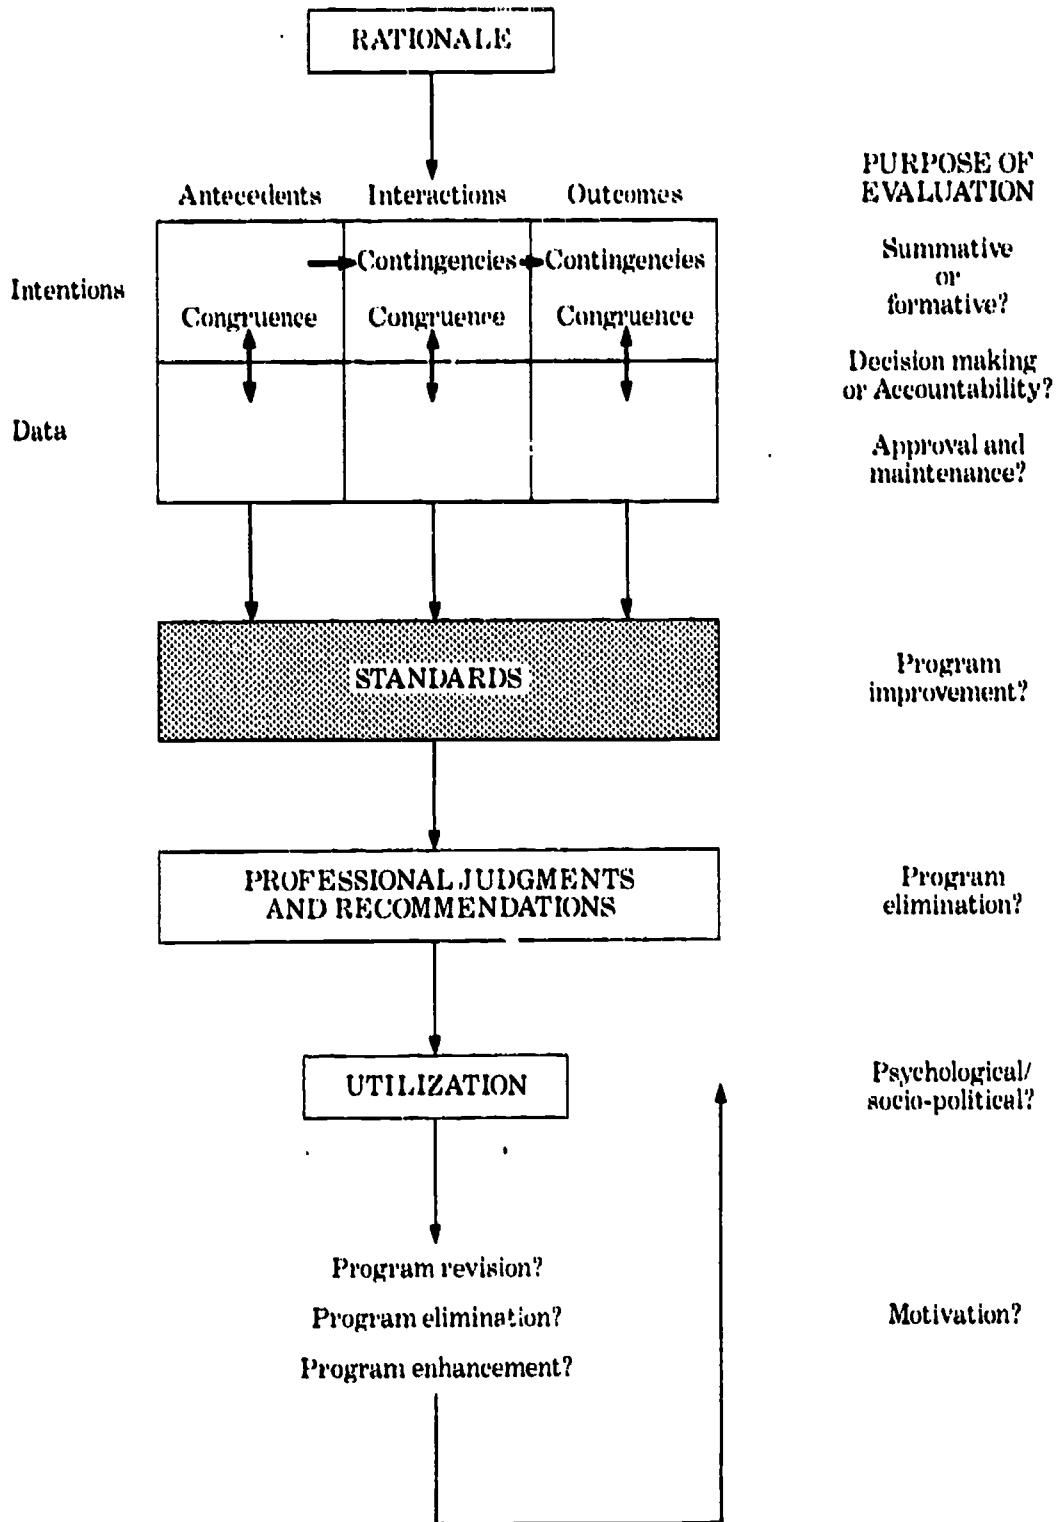 RATIONALE
PURPOSE OF
EVALUATION
Antecedents Interactions Outcomes
Intentions
Contingencies Contingencies
Congruence Congruence Congruence
Summative
or
formative?
Decision making
or Accountability?
Data
Approval and
maintenance?
STANDARDS
Program
improvement?
PROFESSIONAL JUDGMENTS
AND RECOMMENDATIONS
Program
elimination?
UTILIZATION
Psychological/
socio-political?
Program revision?
Program elimination?
Program enhancement?
Motivation?